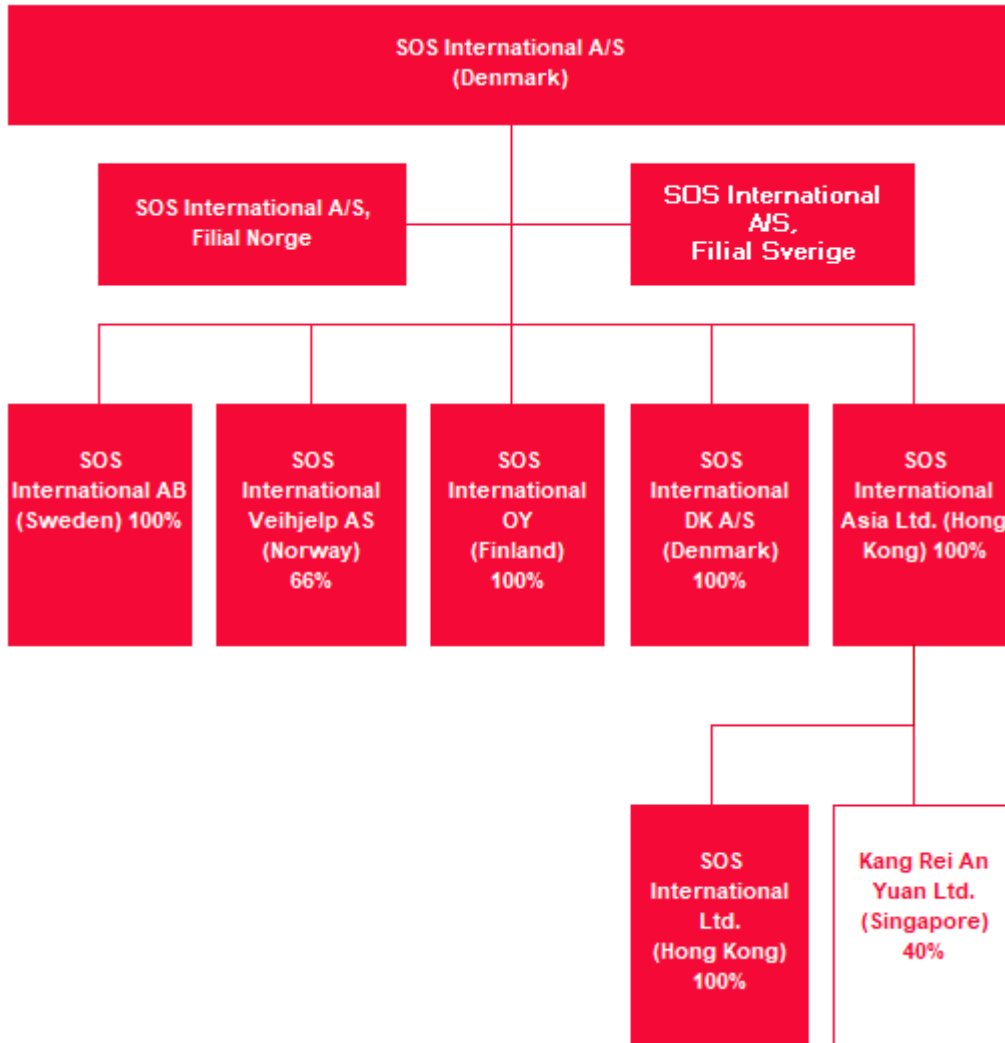 SOS International A/S
(Denmark)
SOS International A/S,
Filial Norge
SOS International
A/S,
Filial Sverige
SOS
International AB
(Sweden) 100%
SOS
International
Veihjelp AS
(Norway)
66%
SOS
International
OY
(Finland)
100%
SOS
International
DK A/S
(Denmark)
100%
SOS
International
Asia Ltd. (Hong
Kong) 100%
SOS
International
Ltd.
(Hong Kong)
100%
Kang Rei An
Yuan Ltd.
(Singapore)
40%